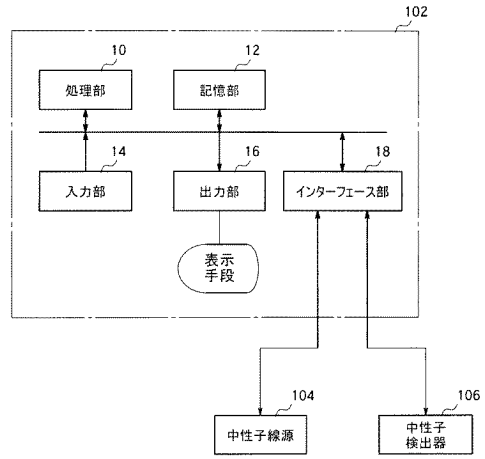 102
10
12
処理部
記憶部
14
16
18
入力部
出力部
インターフェース部
表示
手段
104
106
中性子線源
中性子
検出器